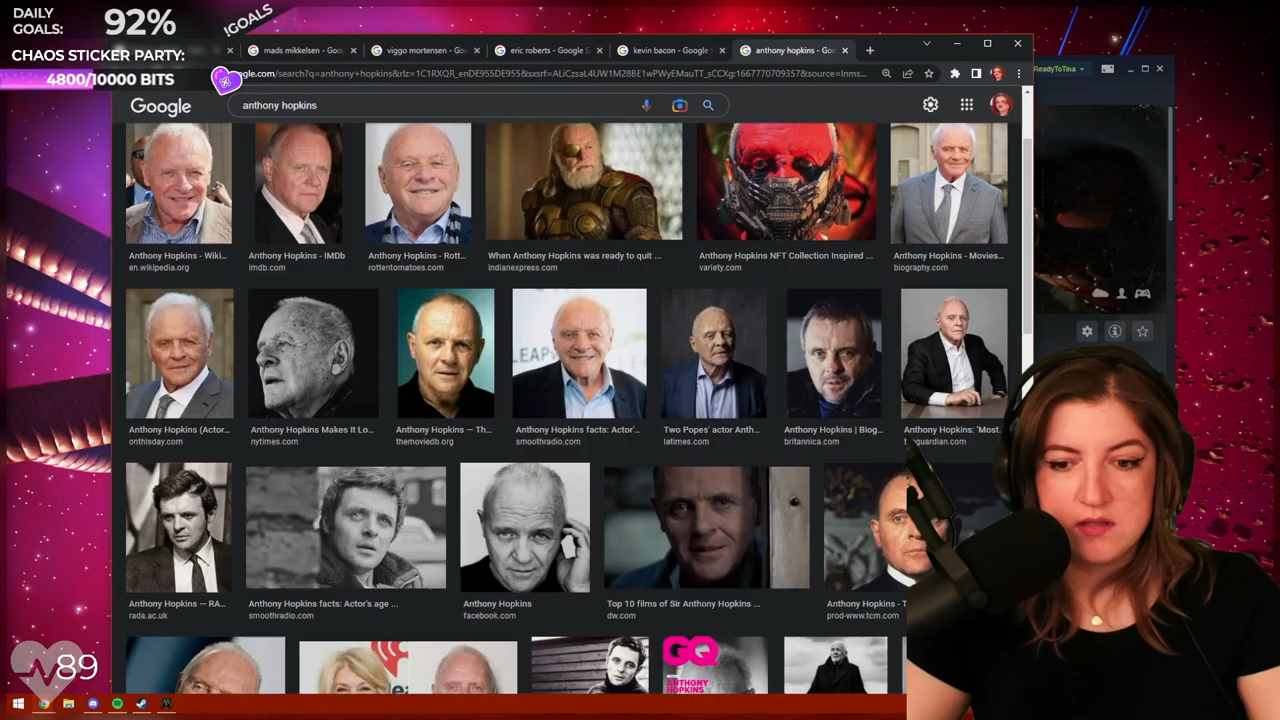 DAILY
GOALS:
92%
!GOALS
CHAOS STICKER PARTY:
4800/10000 BITS
mads mikkelsen - Goo
viggo mortensen - Go
eric roberts - Google S
kevin bacon - Google S
anthony hopkins - Goo
ReadyToTina
Google
anthony hopkins
Anthony Hopkins - Wiki...
en.wikipedia.org
Anthony Hopkins - IMDb
imdb.com
Anthony Hopkins - Rott...
rottentomatoes.com
When Anthony Hopkins was ready to quit ...
indianexpress.com
Anthony Hopkins NFT Collection Inspired ...
variety.com
Anthony Hopkins - Movies...
biography.com
LEAP
Anthony Hopkins (Actor...
onthisday.com
Anthony Hopkins Makes It Lo...
nytimes.com
Anthony Hopkins — Th...
themoviedb.org
Anthony Hopkins facts: Actor'...
smoothradio.com
Two Popes' actor Anth...
latimes.com
Anthony Hopkins | Biog...
britannica.com
Anthony Hopkins: 'Most
Anthony Hopkins — RA...
rada.ac.uk
Anthony Hopkins facts: Actor's age ...
smoothradio.com
Anthony Hopkins
facebook.com
Top 10 films of Sir Anthony Hopkins ...
dw.com
Anthony Hopkins - T
prod-www.tcm.com
GQ
ANTHONY
HOPKINS
89